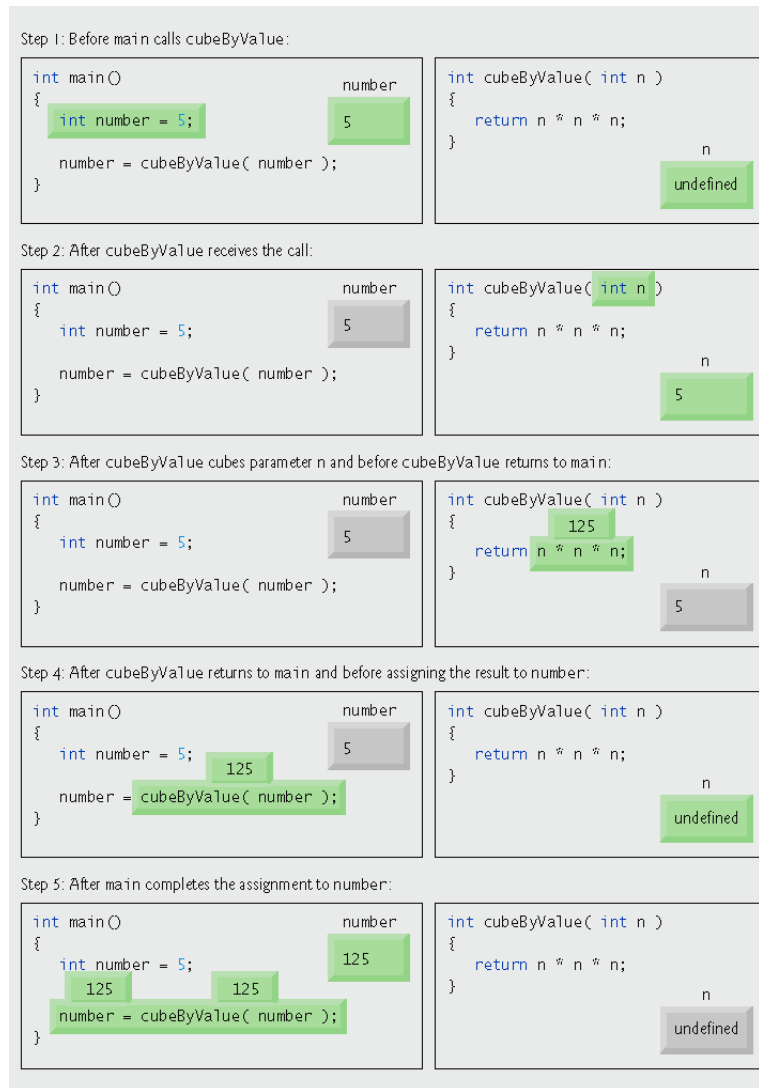 Step 1: Before main calls cubeByValue:
int main()
{
int number = 5;
number = cubeByValue( number );
}
number
5
int cubeByValue( int n )
{
return n * n * n;
}
n
undefined
Step 2: After cubeByValue receives the call:
int main()
{
int number = 5;
number = cubeByValue( number );
}
number
5
int cubeByValue( int n )
{
return n * n * n;
}
n
5
Step 3: After cubeByValue cubes parameter n and before cubeByValue returns to main:
int main()
{
int number = 5;
number = cubeByValue( number );
}
number
5
int cubeByValue( int n )
{
125
return n * n * n;
}
n
5
Step 4: After cubeByValue returns to main and before assigning the result to number:
int main()
{
int number = 5;
125
number = cubeByValue( number );
}
number
5
int cubeByValue( int n )
{
return n * n * n;
}
n
undefined
Step 5: After main completes the assignment to number:
int main()
{
int number = 5;
125 125
number = cubeByValue( number );
}
number
125
int cubeByValue( int n )
{
return n * n * n;
}
n
undefined